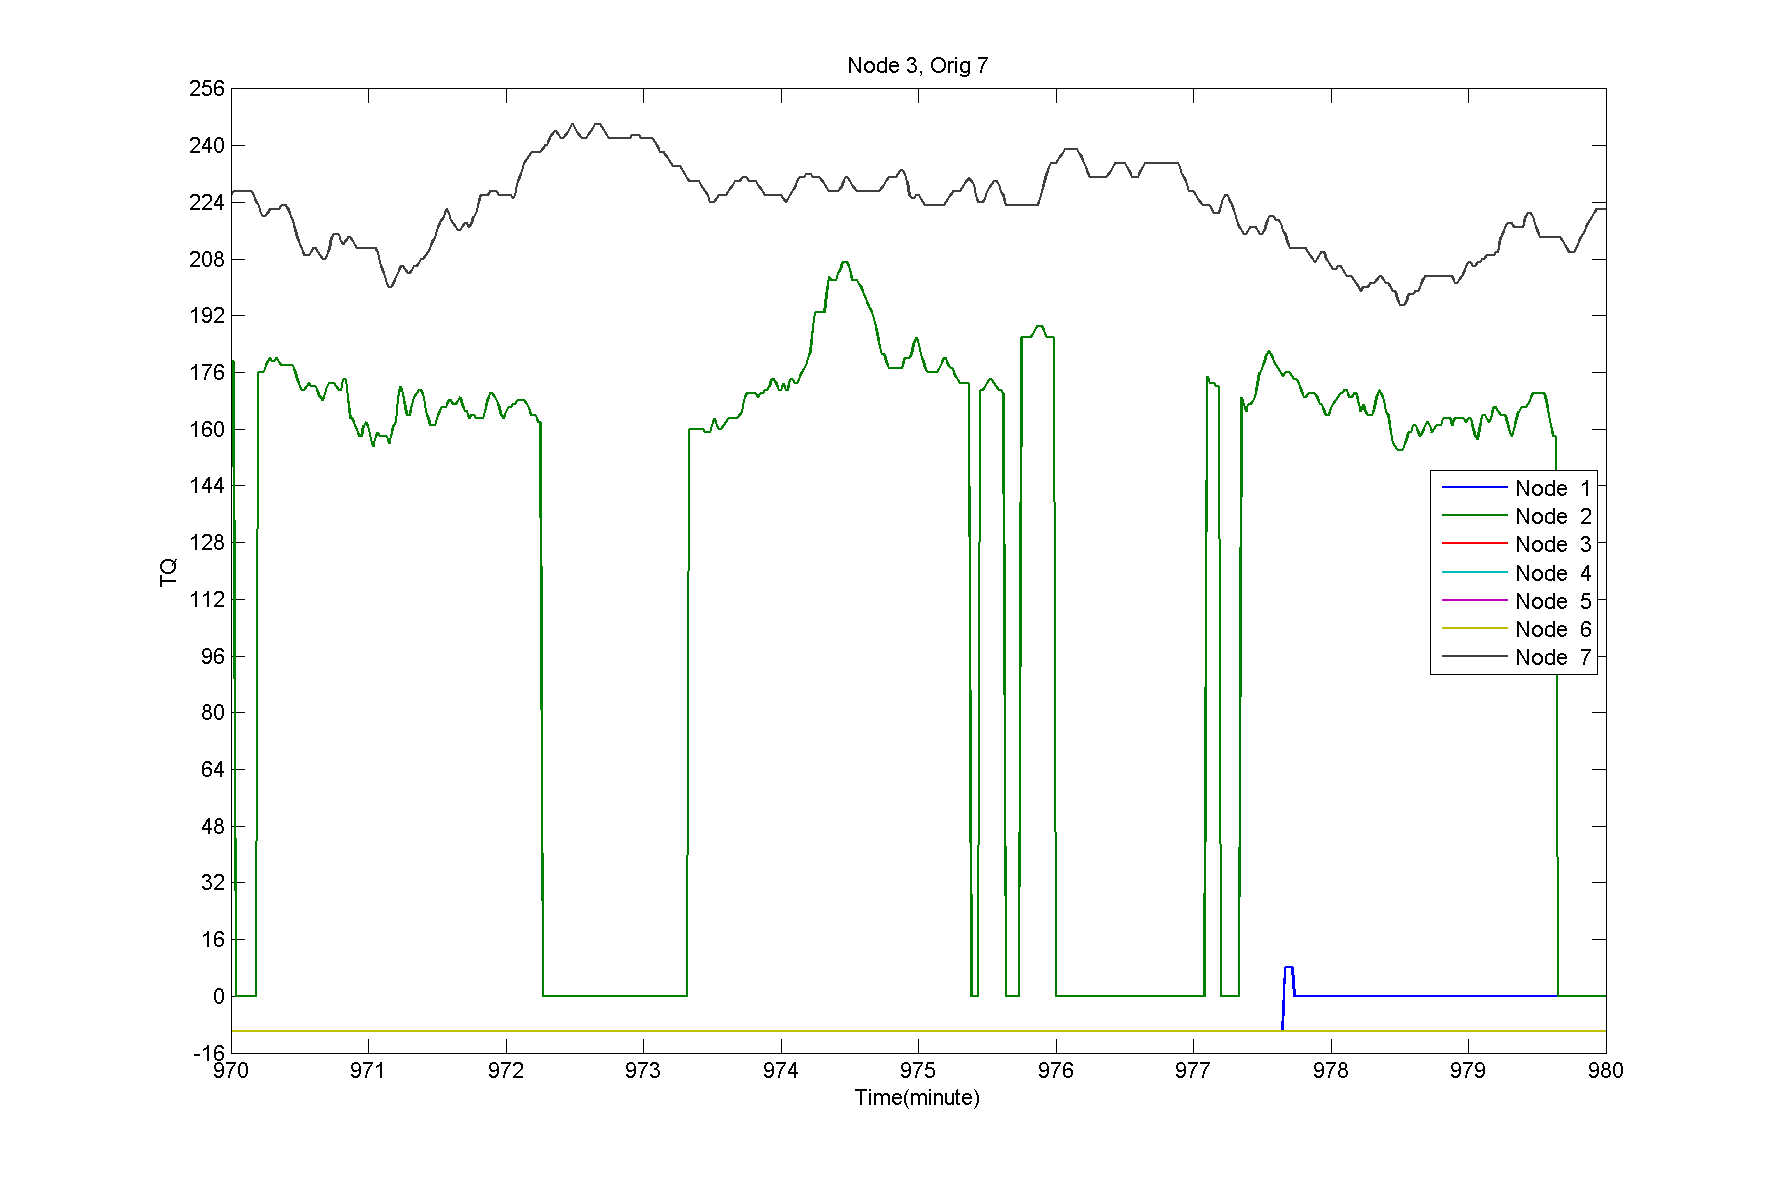 Node 3, Orig 7
256
240
224
208
192
176
160
144
128
112
96
80
64
48
32
16
0
-16
TQ
Node 1
Node 2
Node 3
Node 4
Node 5
Node 6
Node 7
970 971 972 973 974 975 976 977 978 979 980
Time(minute)